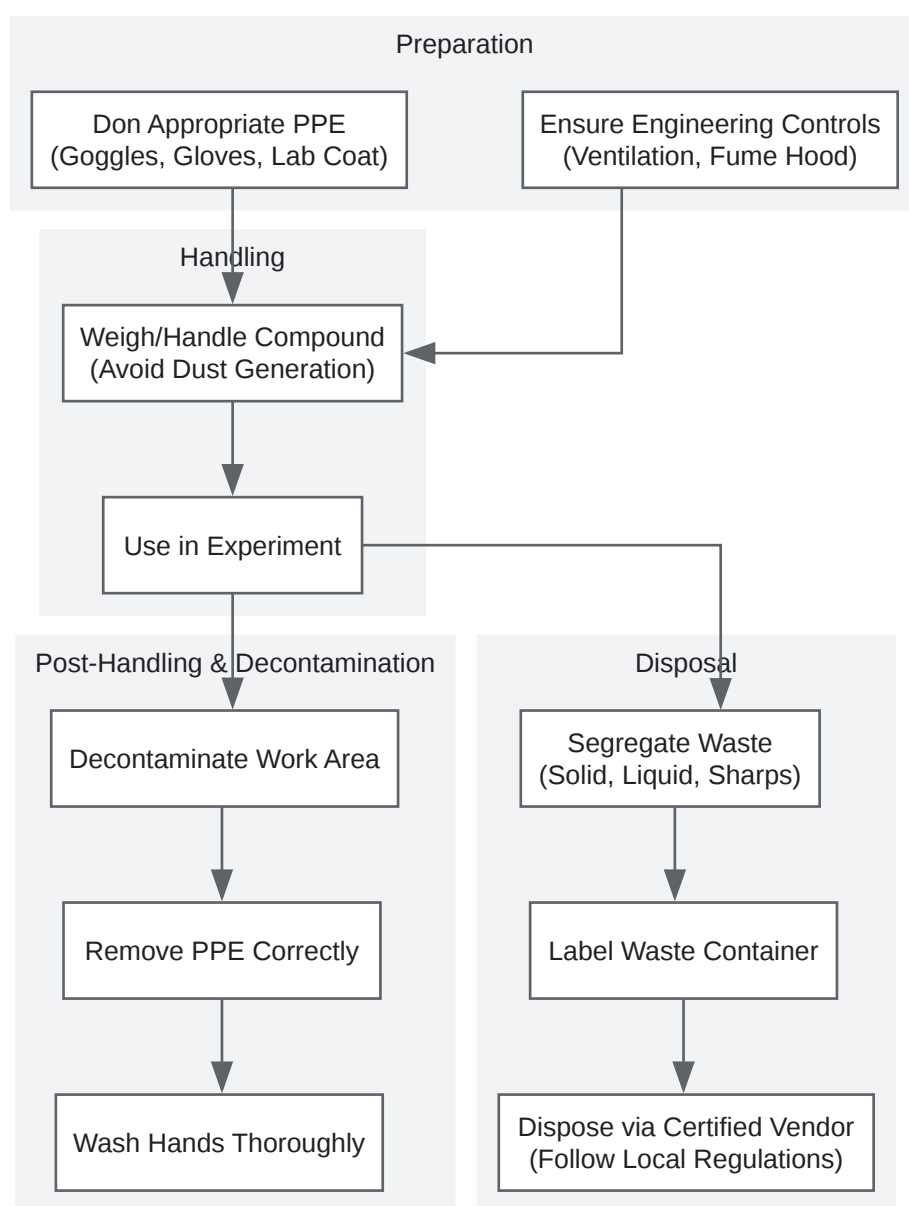 Preparation
Don Appropriate PPE
(Goggles, Gloves, Lab Coat)
Ensure Engineering Controls
(Ventilation, Fume Hood)
Handling
Weigh/Handle Compound
(Avoid Dust Generation)
Use in Experiment
Post-Handling & Decontamination
Decontaminate Work Area
Remove PPE Correctly
Wash Hands Thoroughly
Disposal
Segregate Waste
(Solid, Liquid, Sharps)
Label Waste Container
Dispose via Certified Vendor
(Follow Local Regulations)